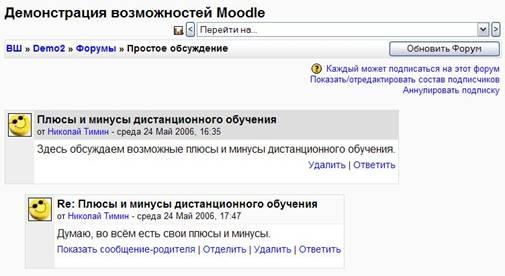 Демонстрация возможностей Moodle
< Перейти на... >
ВШ » Demo2 » Форумы » Простое обсуждение Обновить Форум
Каждый может подписаться на этот форум
Показать/отредактировать состав подписчиков
Аннулировать подписку
Плюсы и минусы дистанционного обучения
от Николай Тимин - среда 24 Май 2006, 16:35
Здесь обсуждаем возможные плюсы и минусы дистанционного обучения.
Удалить | Ответить
Re: Плюсы и минусы дистанционного обучения
от Николай Тимин - среда 24 Май 2006, 17:47
Думаю, во всём есть свои плюсы и минусы.
Показать сообщение-родителя | Отделить | Удалить | Ответить